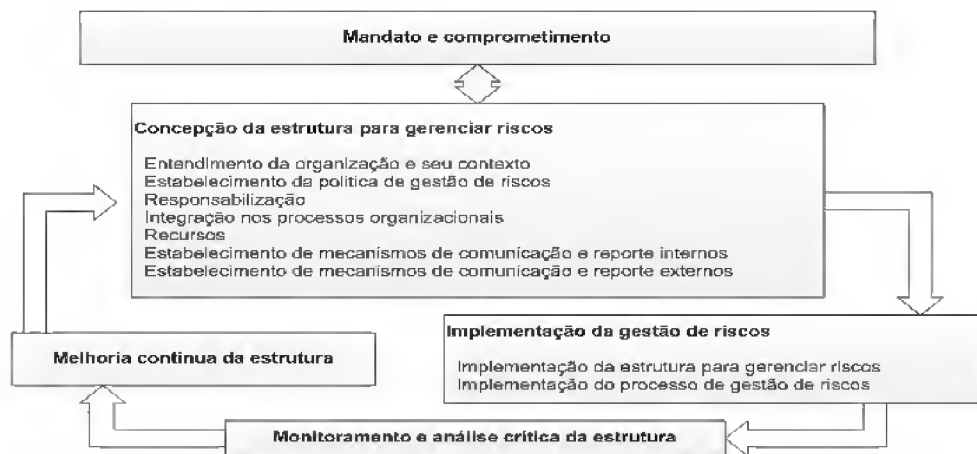 Mandato e comprometimento
Concepção da estrutura para gerenciar riscos
Entendimento da organização e seu contexto
Estabelecimento da política de gestão de riscos
Responsabilização
Integração nos processos organizacionais
Recursos
Estabelecimento de mecanismos de comunicação e reporte internos
Estabelecimento de mecanismos de comunicação e reporte externos
Implementação da gestão de riscos
Implementação da estrutura para gerenciar riscos
Implementação do processo de gestão de riscos
Melhoria contínua da estrutura
Monitoramento e análise crítica da estrutura